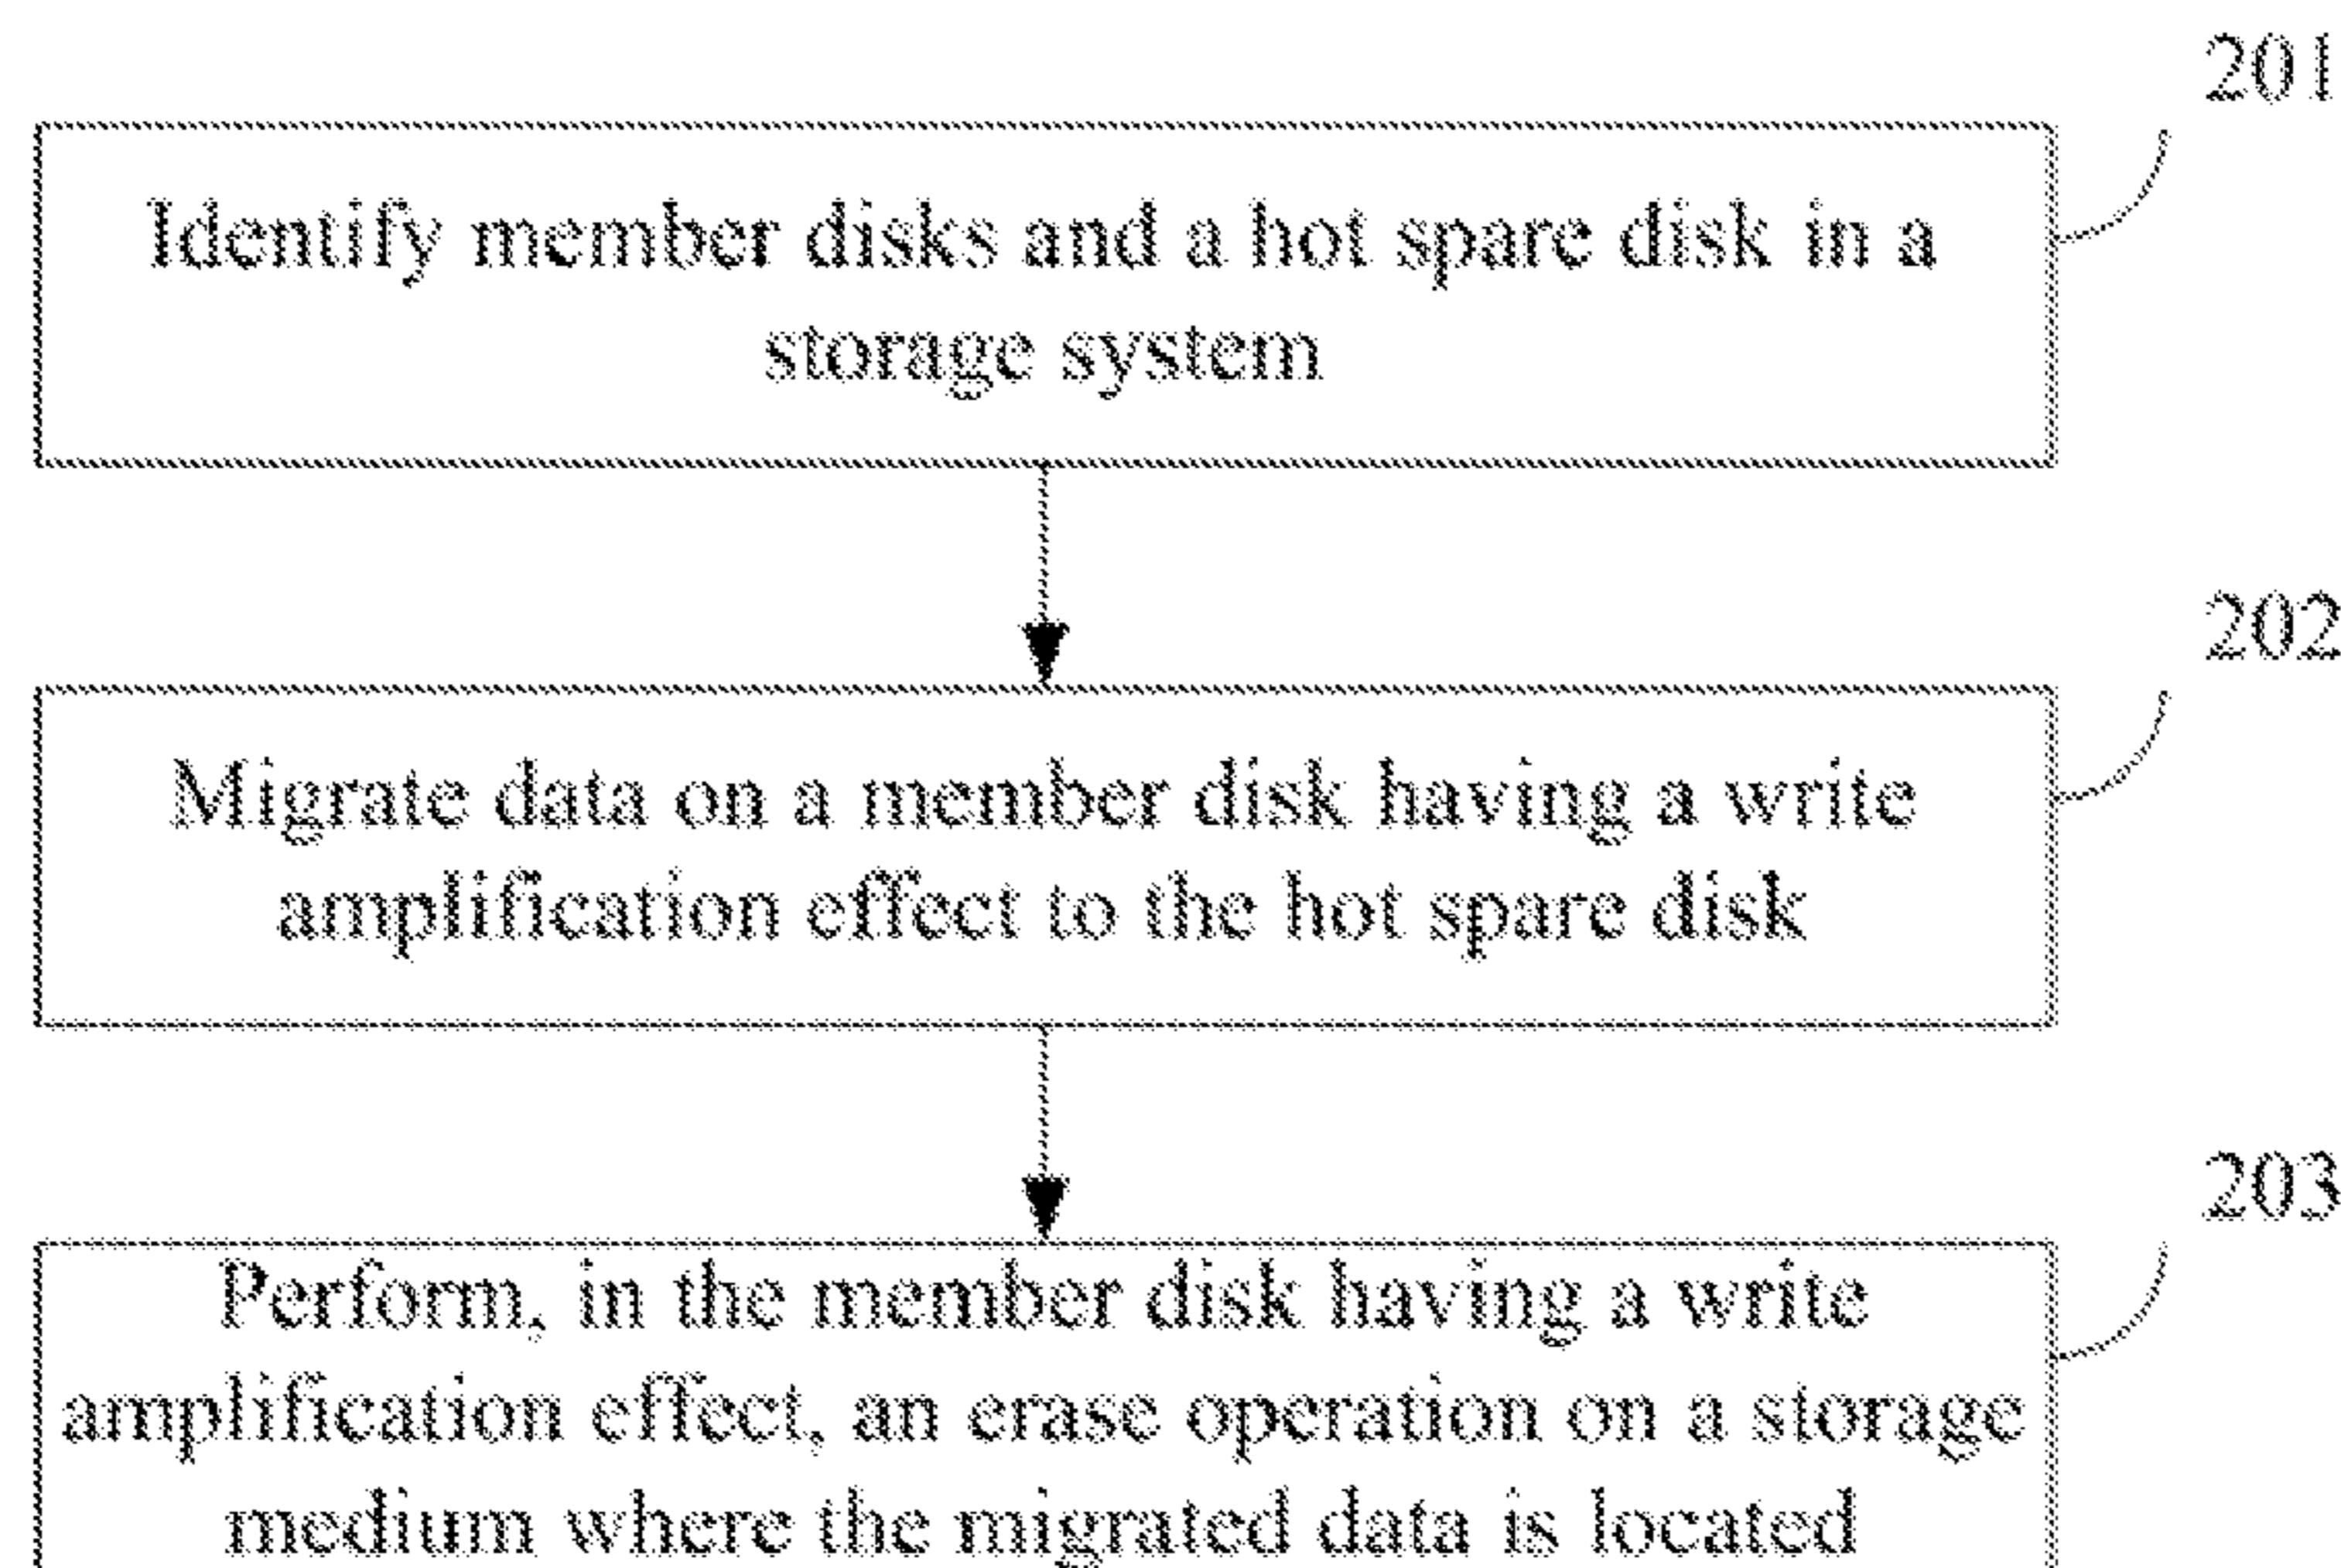 201
Identify member disks and a hot spare disk in a
storage system
202
Migrate data on a member disk having a write
amplification effect to the hot spare disk
203
Perform, in the member disk having a write
amplification effect, an erase operation on a storage
medium where the migrated data is located